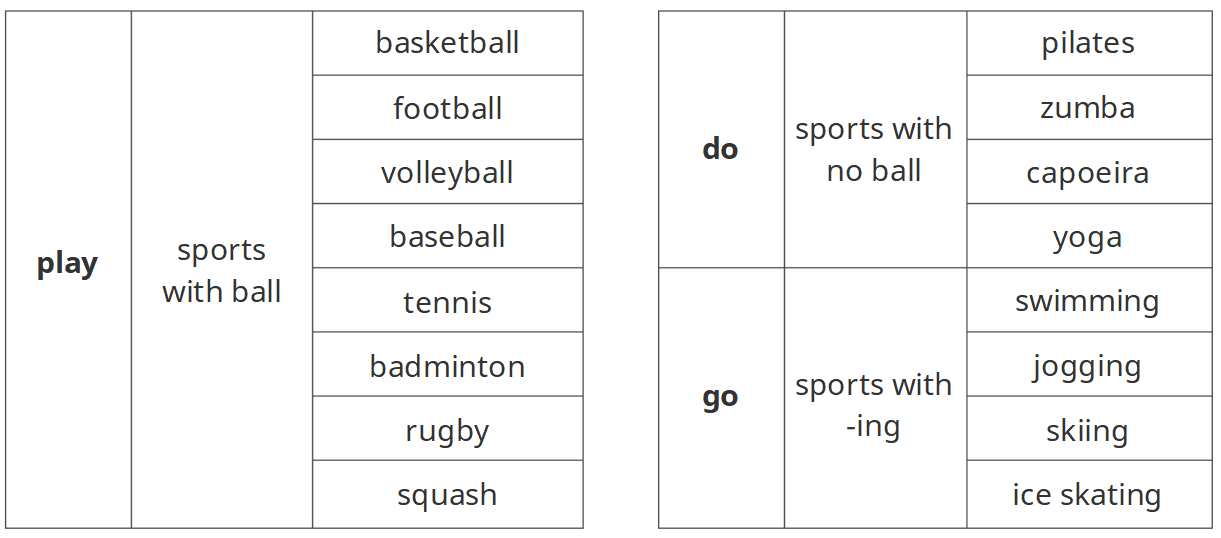 play
sports
with ball
basketball
football
volleyball
baseball
tennis
badminton
rugby
squash
do
sports with
no ball
pilates
zumba
capoeira
yoga
go
sports with
-ing
swimming
jogging
skiing
ice skating